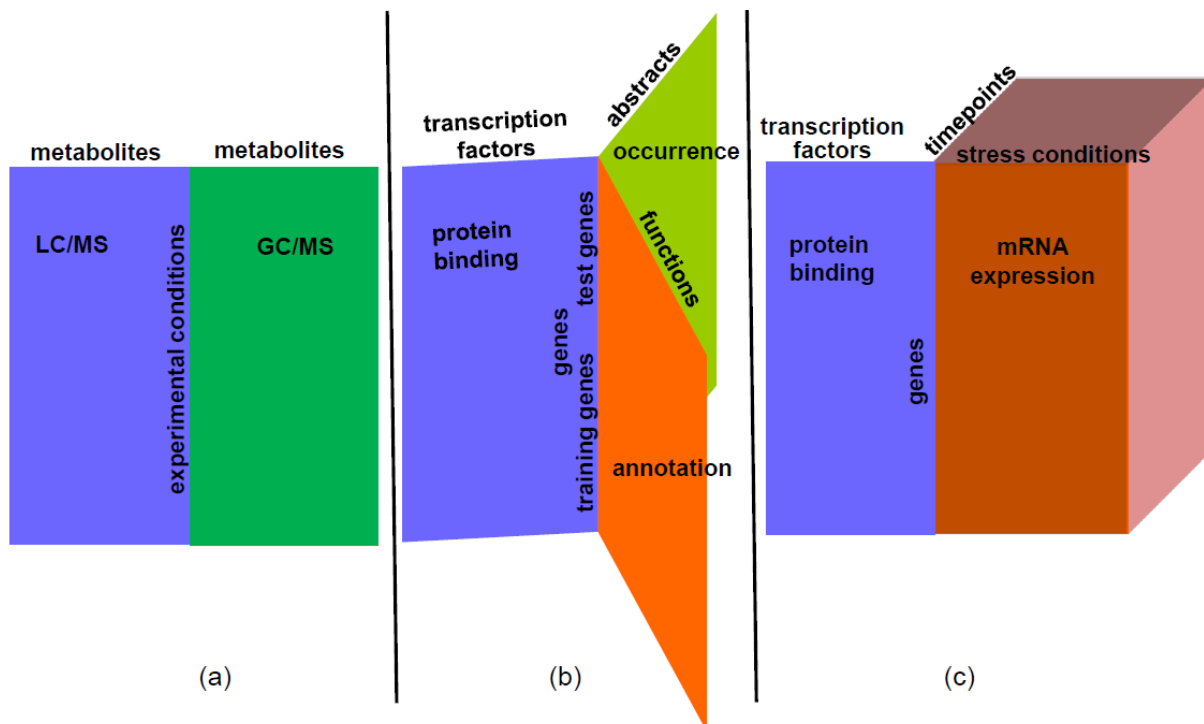 metabolites
metabolites
LC/MS
GC/MS
experimental conditions
(a)
transcription
factors
abstracts
occurrence
protein
binding
test genes
functions
genes
training genes
annotation
(b)
transcription
factors
timepoints
stress conditions
protein
binding
mRNA
expression
genes
(c)